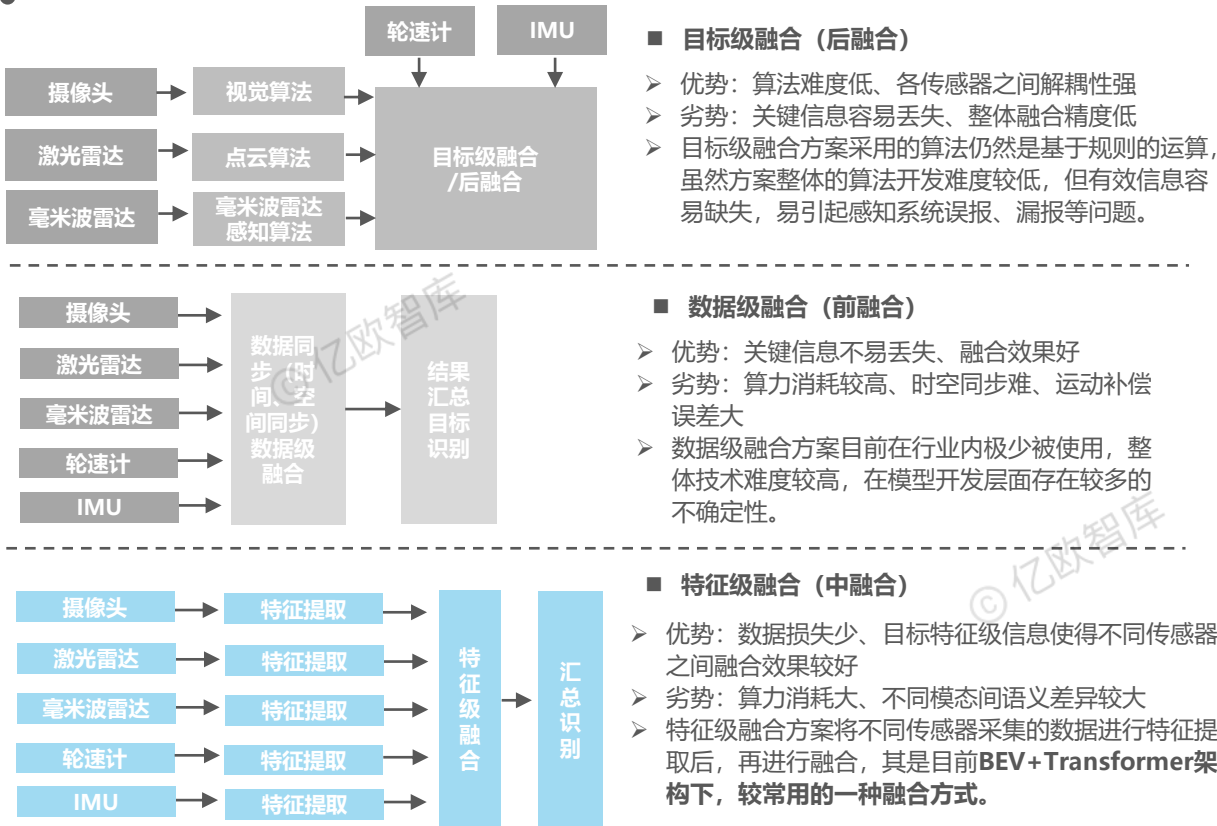 轮速计
IMU
摄像头
视觉算法
激光雷达
点云算法
毫米波雷达
毫米波雷达
感知算法
目标级融合
/后融合
■ 目标级融合（后融合）
➢ 优势：算法难度低、各传感器之间解耦性强
➢ 劣势：关键信息容易丢失、整体融合精度低
➢ 目标级融合方案采用的算法仍然是基于规则的运算，
虽然方案整体的算法开发难度较低，但有效信息容
易缺失，易引起感知系统误报、漏报等问题。
摄像头
激光雷达
毫米波雷达
轮速计
IMU
数据同
步（时
间、空
间同步）
数据级
融合
结果
汇总
目标
识别
©亿欧智库
■ 数据级融合（前融合）
➢ 优势：关键信息不易丢失、融合效果好
➢ 劣势：算力消耗较高、时空同步难、运动补偿
误差大
➢ 数据级融合方案目前在行业内极少被使用，整
体技术难度较高，在模型开发层面存在较多的
不确定性。
©亿欧智库
摄像头
特征提取
激光雷达
特征提取
毫米波雷达
特征提取
轮速计
特征提取
IMU
特征提取
特
征
级
融
合
汇
总
识
别
■ 特征级融合（中融合）
➢ 优势：数据损失少、目标特征级信息使得不同传感器
之间融合效果较好
➢ 劣势：算力消耗大、不同模态间语义差异较大
➢ 特征级融合方案将不同传感器采集的数据进行特征提
取后，再进行融合，其是目前BEV+Transformer架
构下，较常用的一种融合方式。